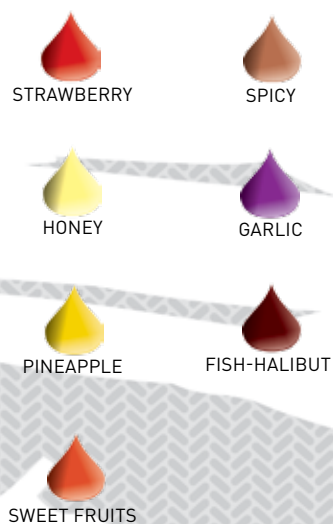 STRAWBERRY
SPICY
HONEY
GARLIC
PINEAPPLE
FISH-HALIBUT
SWEET FRUITS